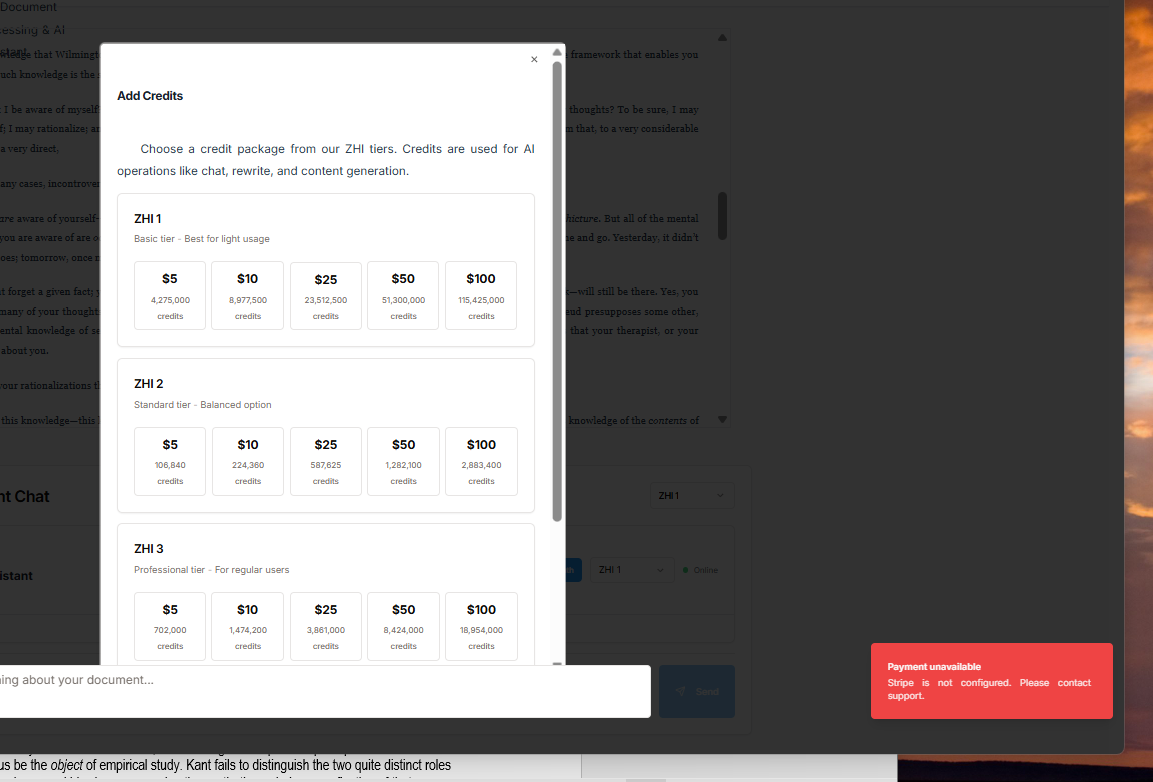 Document
essing & AI
stant
wledge that Wilmingt
framework that enables you
uch knowledge is the
I be aware of myself
thoughts? To be sure, I may
f; I may rationalize; an
m that, to a very considerable
a very direct,
any cases, incontrover
are aware of yourself-
picture. But all of the mental
you are aware of are
me and go. Yesterday, it didn't
oes; tomorrow, once
t forget a given fact;
—will still be there. Yes, you
many of your thought
eud presupposes some other,
ental knowledge of se
that your therapist, or your
about you.
our rationalizations t
this knowledge—this
knowledge of the contents of
×
Add Credits
Choose a credit package from our ZHI tiers. Credits are used for AI
operations like chat, rewrite, and content generation.
ZHI 1
Basic tier - Best for light usage
$5 $10 $25 $50 $100
4,275,000 8,977,500 23,512,500 51,300,000 115,425,000
credits credits credits credits credits
ZHI 2
Standard tier - Balanced option
$5 $10 $25 $50 $100
106,840 224,360 587,625 1,282,100 2,883,400
credits credits credits credits credits
ZHI 3
Professional tier - For regular users
$5 $10 $25 $50 $100
702,000 1,474,200 3,861,000 8,424,000 18,954,000
credits credits credits credits credits
nt Chat
ZHI 1
istant
ZHI 1
Online
ing about your document...
Send
Payment unavailable
Stripe is not configured. Please contact
support.
us be the object of empirical study. Kant fails to distinguish the two quite distinct roles